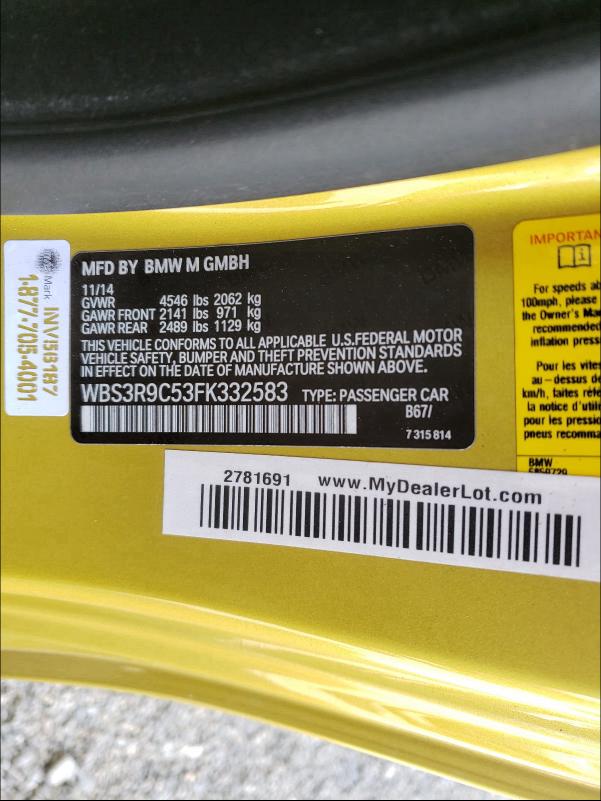 MFD BY BMW M GMBH
11/14
GVWR 4546 lbs 2062 kg
GAWR FRONT 2141 lbs 971 kg
GAWR REAR 2489 lbs 1129 kg
THIS VEHICLE CONFORMS TO ALL APPLICABLE U.S.FEDERAL MOTOR
VEHICLE SAFETY, BUMPER AND THEFT PREVENTION STANDARDS
IN EFFECT ON DATE OF MANUFACTURE SHOWN ABOVE.
WBS3R9C53FK332583 TYPE: PASSENGER CAR
B67/
7 315 814
Mark
INV58187
1-877-705-4001
2781691 www.MyDealerLot.com
IMPORTAN
i
For speeds ab
100mph, please
the Owner's Ma
recommended
inflation press
Pour les vites
au-dessus de
km/h, faites réfé
la notice d'utili
pour les pressio
pneus recomma
BMW